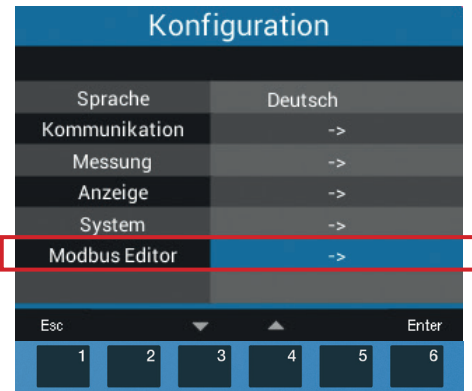 Konfiguration
Sprache Deutsch
Kommunikation ->
Messung ->
Anzeige ->
System ->
Modbus Editor ->
Esc ▼ ▲ Enter
1 2 3 4 5 6